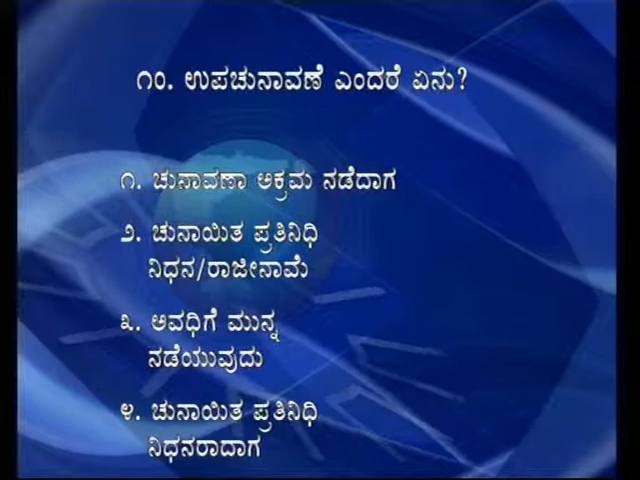 ೧೦. ಉಪಚುನಾವಣೆ ಎಂದರೆ ಏನು?
೧. ಚುನಾವಣಾ ಅಕ್ರಮ ನಡೆದಾಗ
೨. ಚುನಾಯಿತ ಪ್ರತಿನಿಧಿ
ನಿಧನ/ರಾಜೀನಾಮೆ
೩. ಅವಧಿಗೆ ಮುನ್ನ
ನಡೆಯುವುದು
೪. ಚುನಾಯಿತ ಪ್ರತಿನಿಧಿ
ನಿಧನರಾದಾಗ